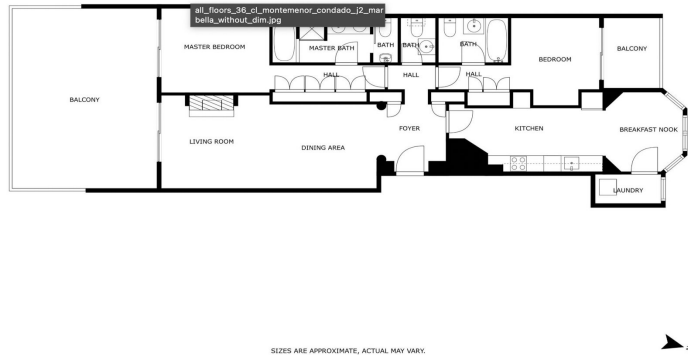 all_floors_36_cl_montemenor_condado_j2_mar
bella_without_dim.jpg
MASTER BEDROOM
MASTER BATH
BATH
BATH
BATH
BEDROOM
BALCONY
HALL
HALL
HALL
BALCONY
LIVING ROOM
DINING AREA
FOYER
KITCHEN
BREAKFAST NOOK
LAUNDRY
SIZES ARE APPROXIMATE, ACTUAL MAY VARY.